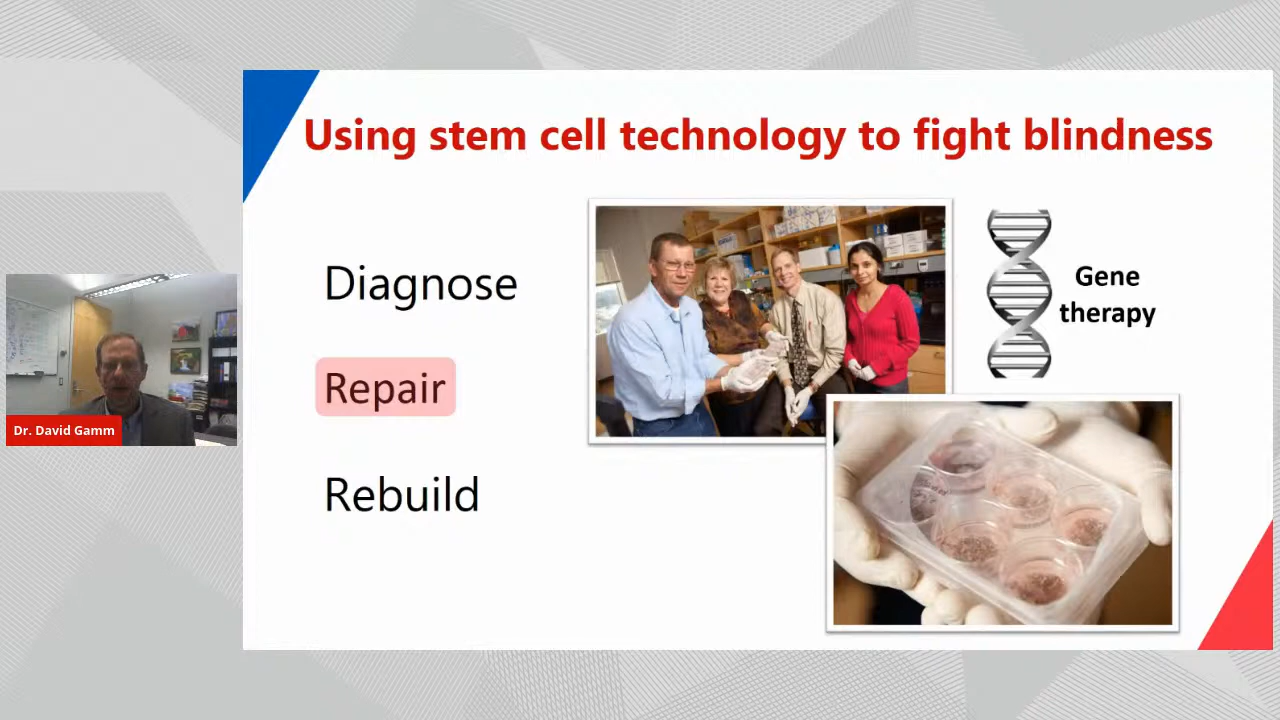 Using stem cell technology to fight blindness
Diagnose
Repair
Rebuild
Gene
therapy
Dr. David Gamm